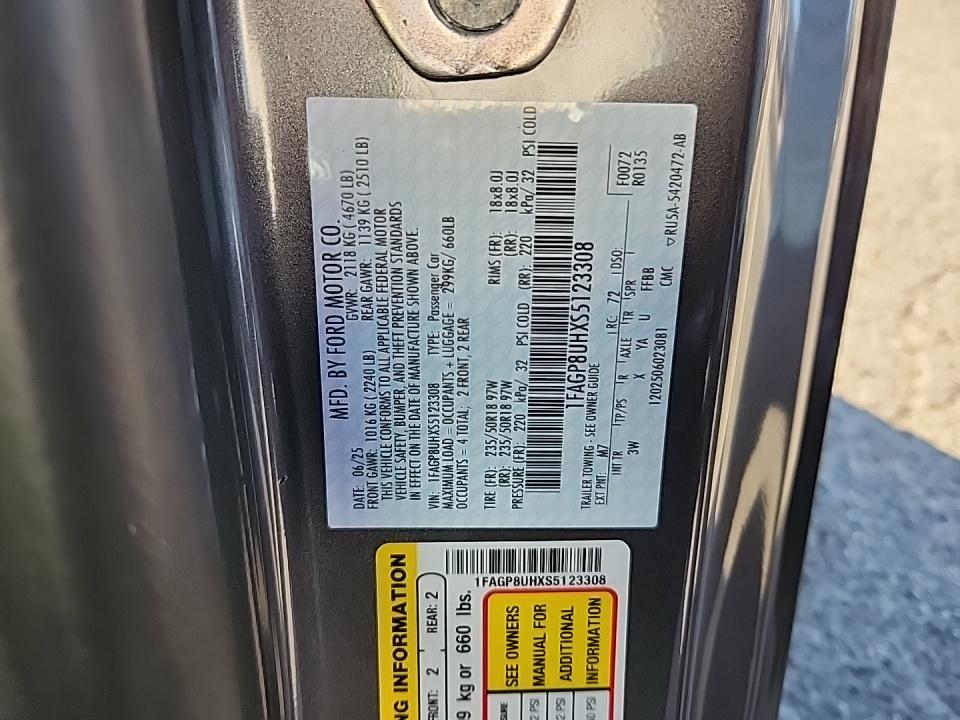 MFD. BY FORD MOTOR CO.
DATE: 06/25 GVWR: 2118 KG ( 4670 LB)
FRONT GAWR: 1016 KG ( 2240 LB) REAR GAWR: 1139 KG ( 2510 LB)
THIS VEHICLE CONFORMS TO ALL APPLICABLE FEDERAL MOTOR
VEHICLE SAFETY, BUMPER, AND THEFT PREVENTION STANDARDS
IN EFFECT ON THE DATE OF MANUFACTURE SHOWN ABOVE.
VIN: 1FAGP8UHXS5123308 TYPE: Passenger Car
MAXIMUM LOAD = OCCUPANTS + LUGGAGE = 299KG/ 660LB
OCCUPANTS = 4 TOTAL, 2 FRONT, 2 REAR
TIRE (FR): 235/50R18 97W RIMS (FR): 18x8.0J
(RR): 235/50R18 97W (RR): 18x8.0J
PRESSURE (FR): 220 kPa/ 32 PSI COLD (RR): 220 kPa/ 32 PSI COLD
1FAGP8UHXS5123308
TRAILER TOWING - SEE OWNER GUIDE
EXT PNT: M7 RC: 72 DSO: F0072
R0135
INT TR TP/PS R AXLE TR SPR
3W X YA U FFBB
1202506023081 CMC ▽RU5A-5420472-AB
NG INFORMATION
FRONT: 2 REAR: 2
9 kg or 660 lbs.
1FAGP8UHXS5123308
SEE OWNERS
MANUAL FOR
ADDITIONAL
INFORMATION
2 PSI
2 PSI
0 PSI